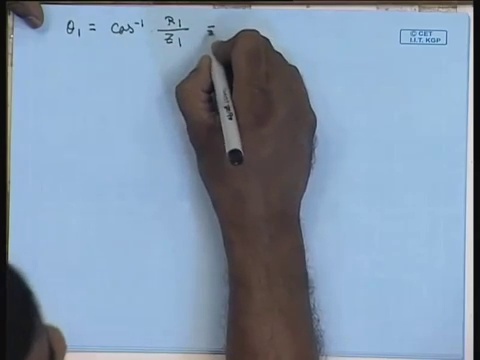 θ₁ = cos⁻¹ R₁/Z₁ =
© CET
I.I.T. KGP